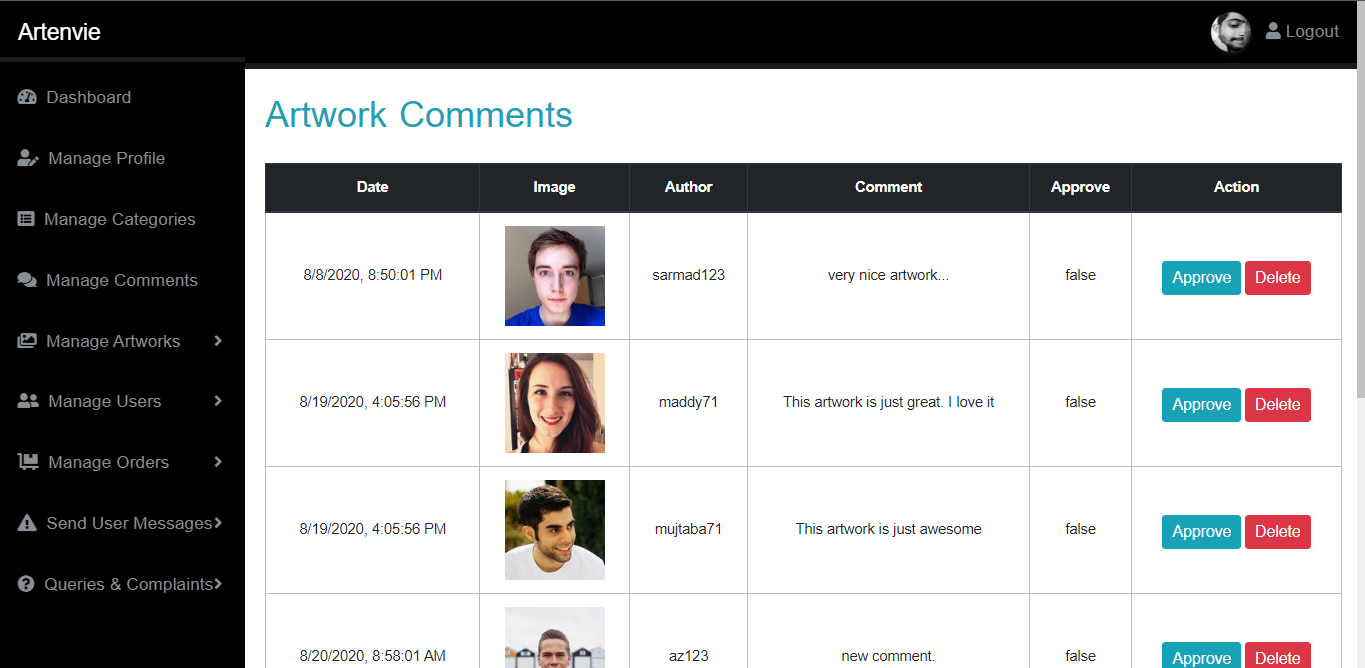 Artenvie
Logout
Dashboard
Manage Profile
Manage Categories
Manage Comments
Manage Artworks
Manage Users
Manage Orders
Send User Messages
Queries & Complaints
Artwork Comments
Date Image Author Comment Approve Action
8/8/2020, 8:50:01 PM sarmad123 very nice artwork... false Approve Delete
8/19/2020, 4:05:56 PM maddy71 This artwork is just great. I love it false Approve Delete
8/19/2020, 4:05:56 PM mujtaba71 This artwork is just awesome false Approve Delete
8/20/2020, 8:58:01 AM az123 new comment. false Approve Delete